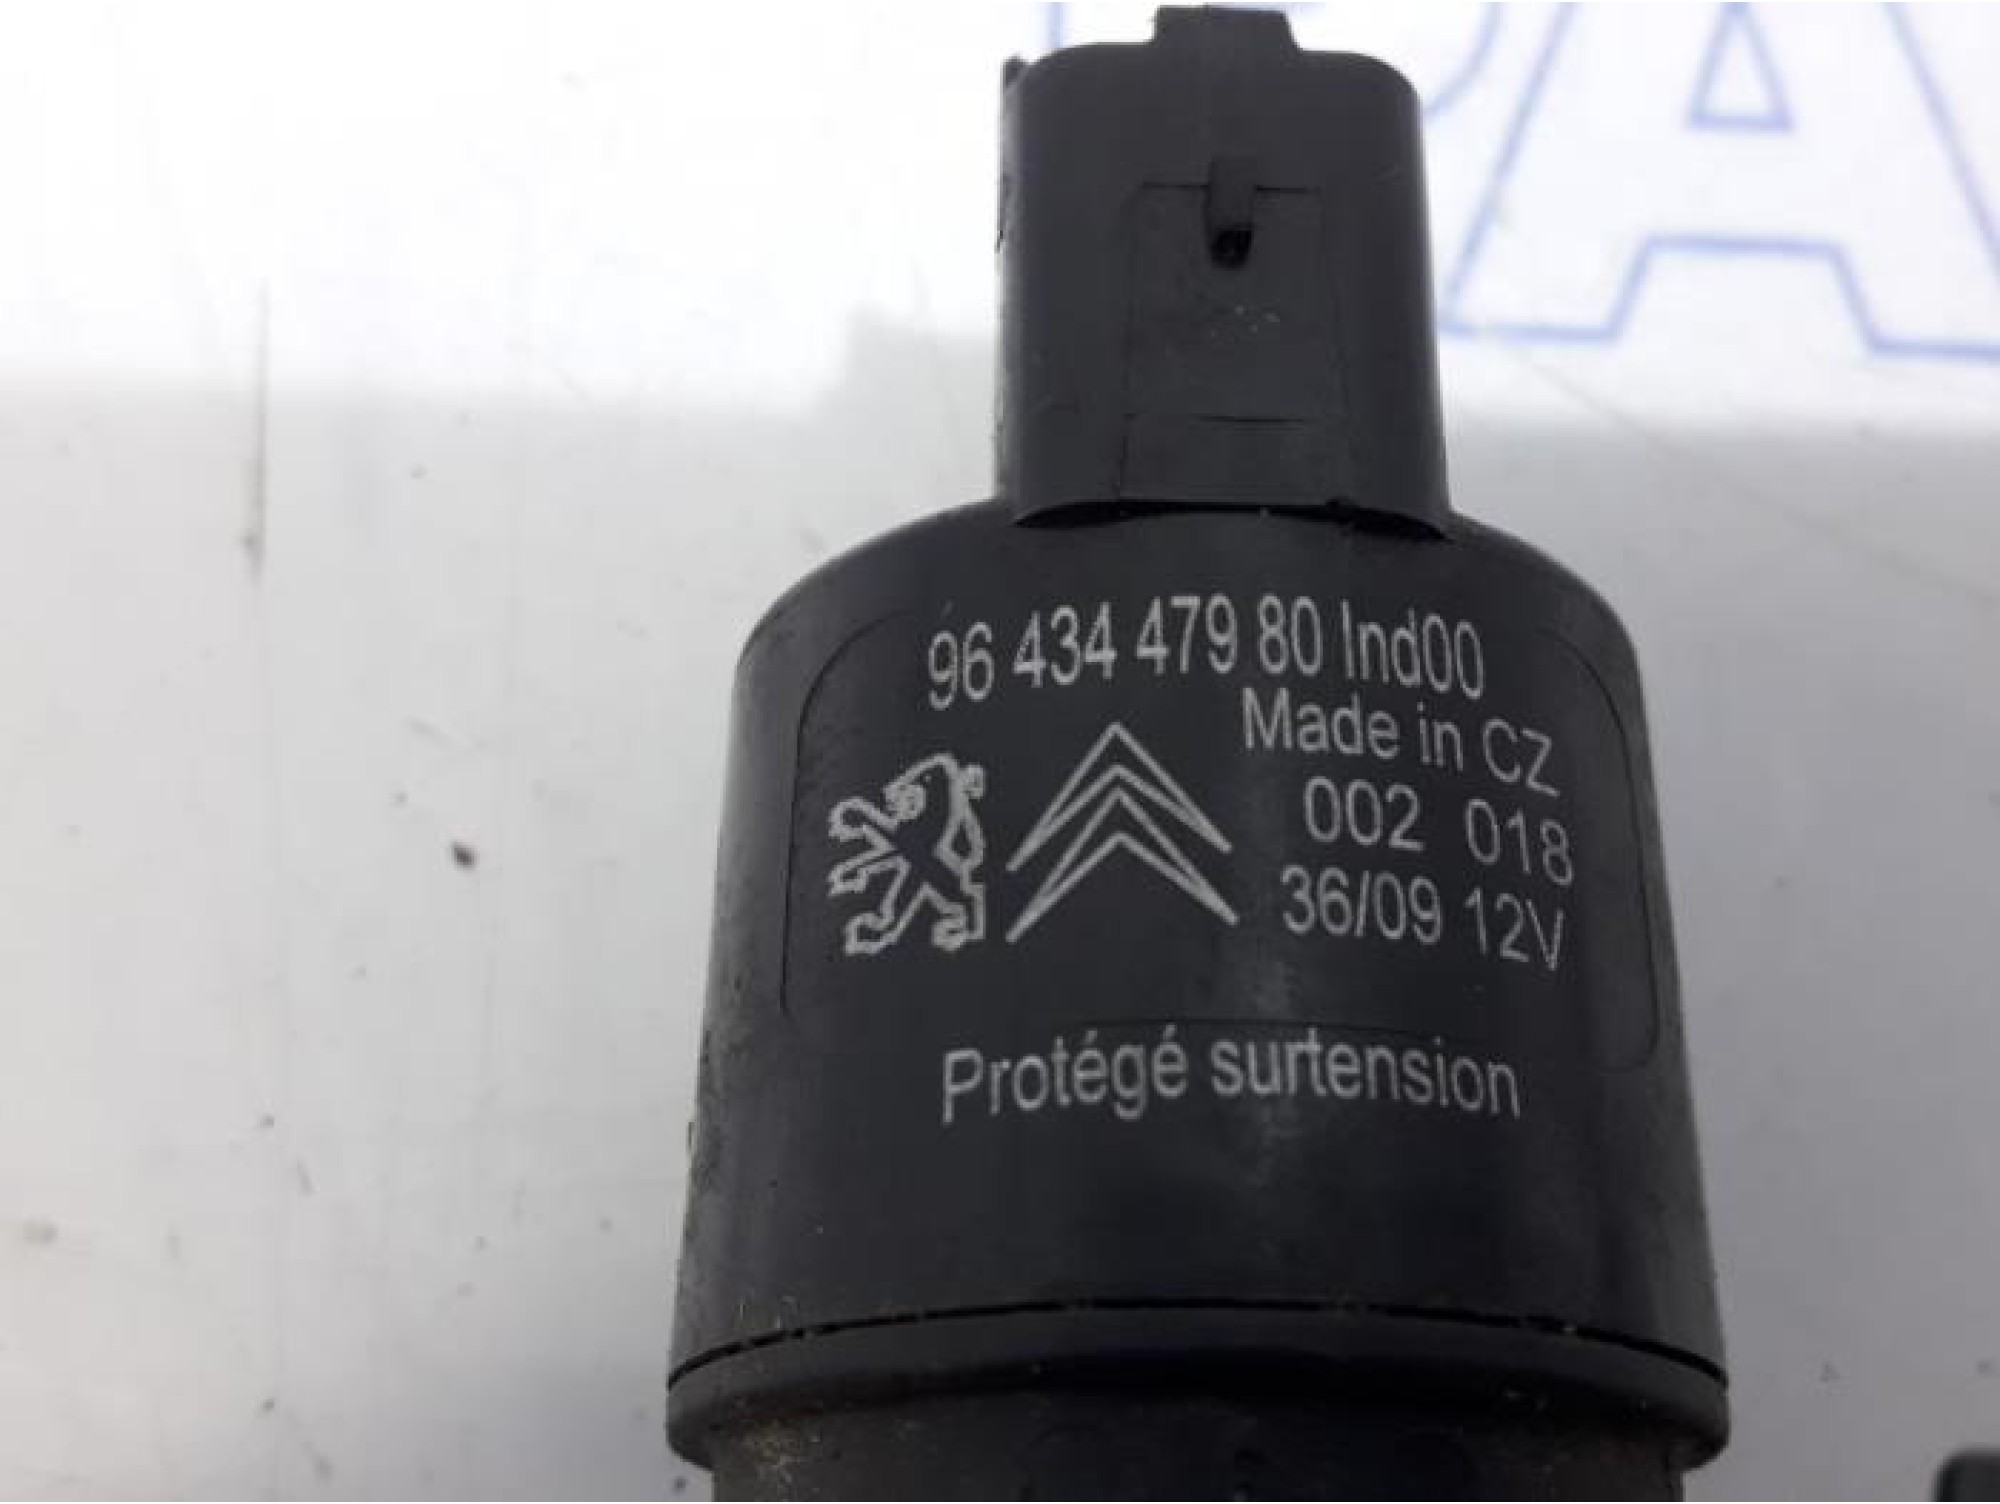 96 434 479 80 Ind00
Made in CZ
002 018
36/09 12V
Protégé surtension